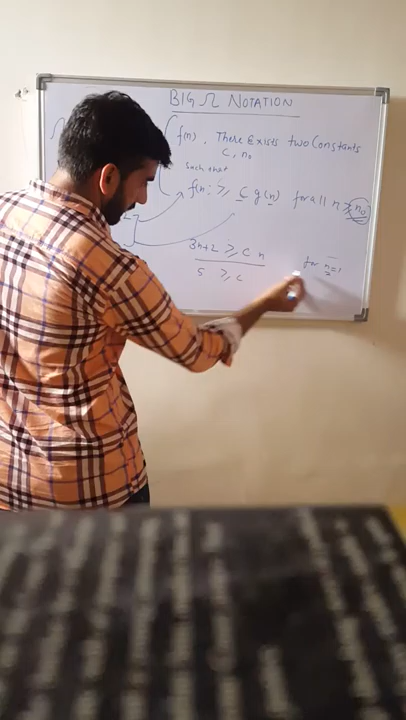 BIG Ω NOTATION
f(n). There Exists two Constants
c, n₀
Such that
f(n) ≥ c g(n) for all n ≥ n₀
3n+2 ≥ c n
5 ≥ c
for n=1